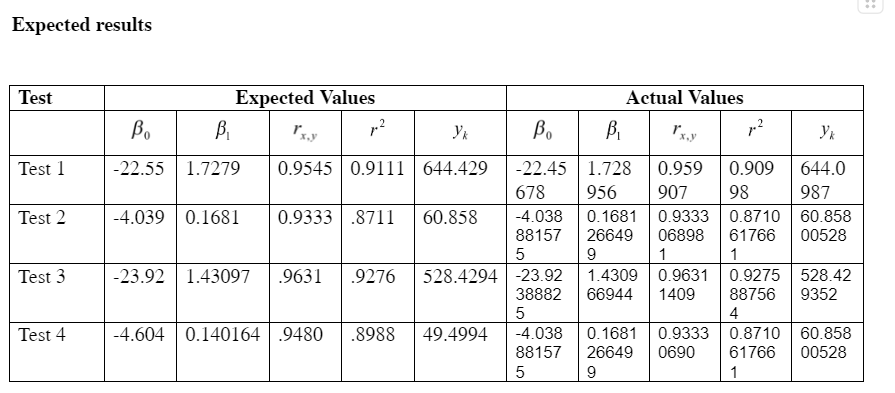 Expected results
Test Expected Values Actual Values
β₀ β₁ rₓ,ᵧ r² yₖ β₀ β₁ rₓ,ᵧ r² yₖ
Test 1 -22.55 1.7279 0.9545 0.9111 644.429 -22.45 1.728 0.959 0.909 644.0
678 956 907 98 987
Test 2 -4.039 0.1681 0.9333 .8711 60.858 -4.038 0.1681 0.9333 0.8710 60.858
88157 26649 06898 61766 00528
5 9 1 1
Test 3 -23.92 1.43097 .9631 .9276 528.4294 -23.92 1.4309 0.9631 0.9275 528.42
38882 66944 1409 88756 9352
5 4
Test 4 -4.604 0.140164 .9480 .8988 49.4994 -4.038 0.1681 0.9333 0.8710 60.858
88157 26649 0690 61766 00528
5 9 1